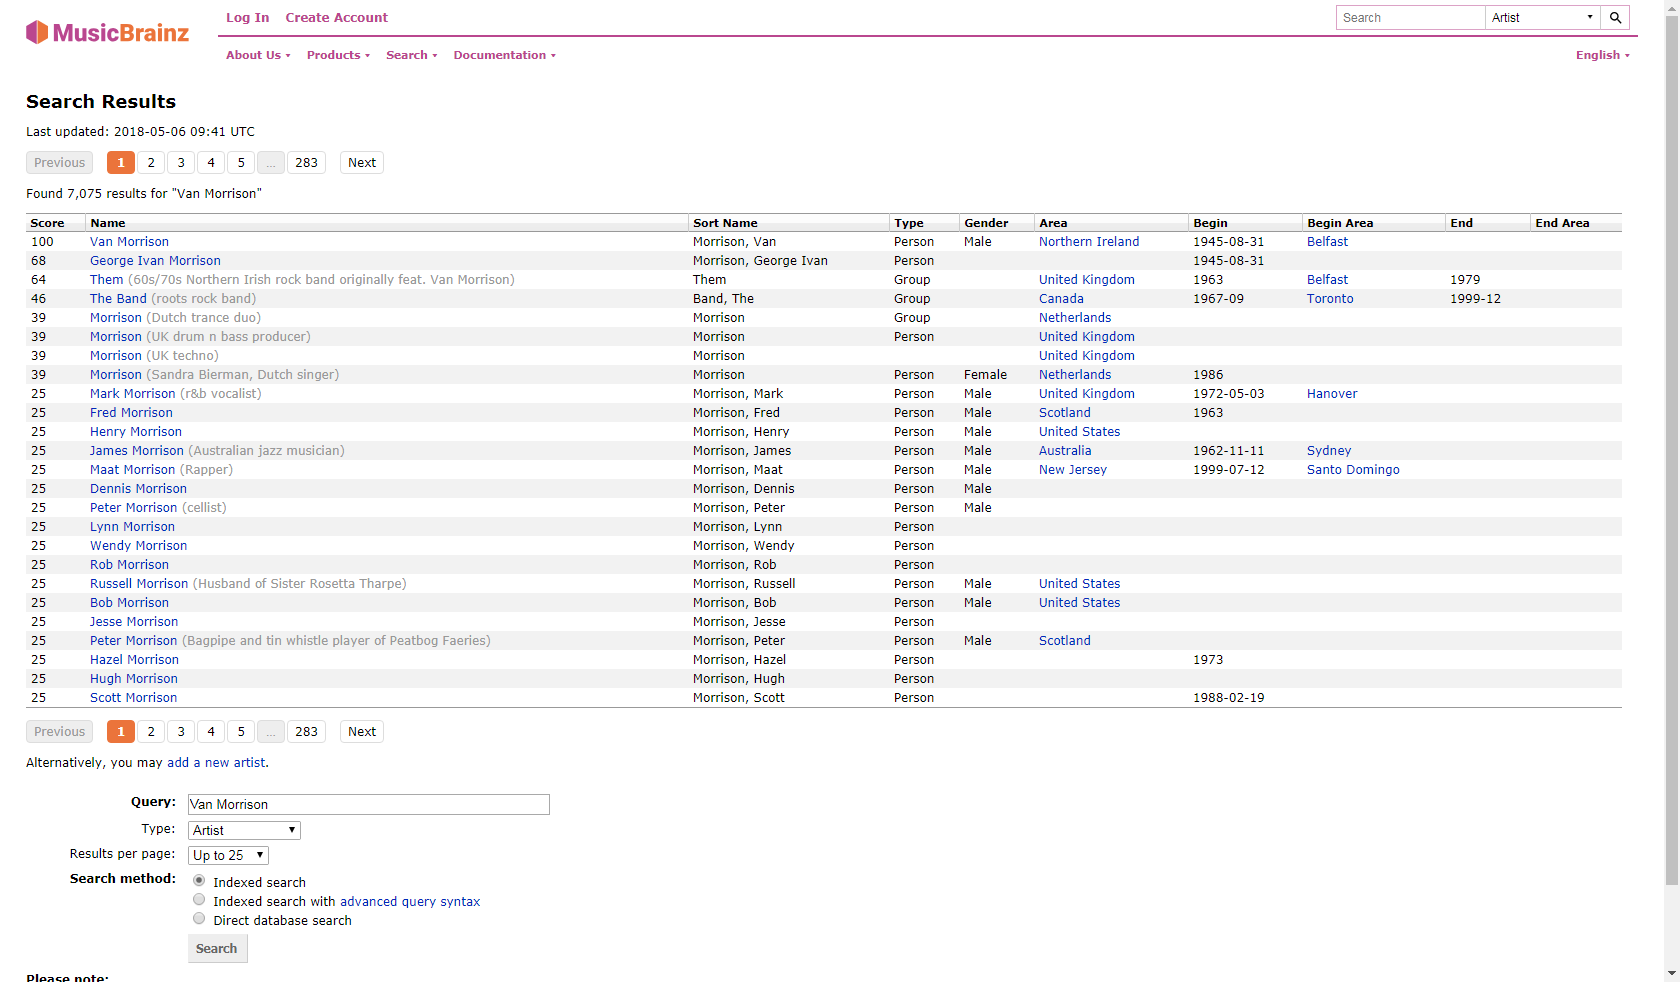 MusicBrainz
Log In Create Account
Search Artist
About Us Products Search Documentation English
Search Results
Last updated: 2018-05-06 09:41 UTC
Previous 1 2 3 4 5 ... 283 Next
Found 7,075 results for "Van Morrison"
Score Name Sort Name Type Gender Area Begin Begin Area End End Area
100 Van Morrison Morrison, Van Person Male Northern Ireland 1945-08-31 Belfast
68 George Ivan Morrison Morrison, George Ivan Person 1945-08-31
64 Them (60s/70s Northern Irish rock band originally feat. Van Morrison) Them Group United Kingdom 1963 Belfast 1979
46 The Band (roots rock band) Band, The Group Canada 1967-09 Toronto 1999-12
39 Morrison (Dutch trance duo) Morrison Group Netherlands
39 Morrison (UK drum n bass producer) Morrison Person United Kingdom
39 Morrison (UK techno) Morrison United Kingdom
39 Morrison (Sandra Bierman, Dutch singer) Morrison Person Female Netherlands 1986
25 Mark Morrison (r&b vocalist) Morrison, Mark Person Male United Kingdom 1972-05-03 Hanover
25 Fred Morrison Morrison, Fred Person Male Scotland 1963
25 Henry Morrison Morrison, Henry Person Male United States
25 James Morrison (Australian jazz musician) Morrison, James Person Male Australia 1962-11-11 Sydney
25 Maat Morrison (Rapper) Morrison, Maat Person Male New Jersey 1999-07-12 Santo Domingo
25 Dennis Morrison Morrison, Dennis Person Male
25 Peter Morrison (cellist) Morrison, Peter Person Male
25 Lynn Morrison Morrison, Lynn Person
25 Wendy Morrison Morrison, Wendy Person
25 Rob Morrison Morrison, Rob Person
25 Russell Morrison (Husband of Sister Rosetta Tharpe) Morrison, Russell Person Male United States
25 Bob Morrison Morrison, Bob Person Male United States
25 Jesse Morrison Morrison, Jesse Person
25 Peter Morrison (Bagpipe and tin whistle player of Peatbog Faeries) Morrison, Peter Person Male Scotland
25 Hazel Morrison Morrison, Hazel Person 1973
25 Hugh Morrison Morrison, Hugh Person
25 Scott Morrison Morrison, Scott Person 1988-02-19
Previous 1 2 3 4 5 ... 283 Next
Alternatively, you may add a new artist.
Query: Van Morrison
Type: Artist
Results per page: Up to 25
Search method: Indexed search
Indexed search with advanced query syntax
Direct database search
Search
Please note: